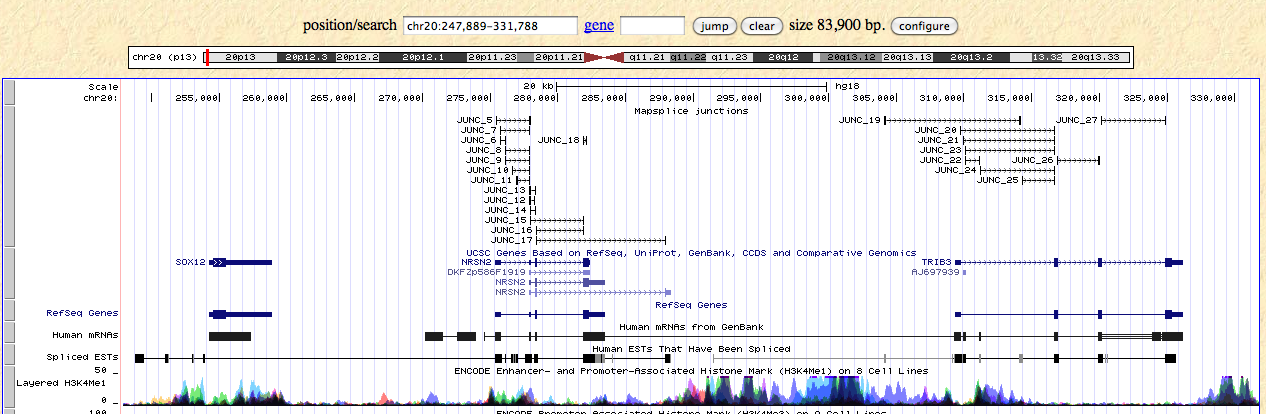 position/search chr20:247,889-331,788 gene jump clear size 83,900 bp. configure
chr20 (p13) 20p13 20p12.3 20p12.2 20p12.1 20p11.23 20p11.21 q11.21 q11.22 q11.23 20q12 20q13.12 20q13.13 20q13.2 13.32 20q13.33
Scale 20 kb hg18
chr20: 255,000 260,000 265,000 270,000 275,000 280,000 285,000 290,000 295,000 300,000 305,000 310,000 315,000 320,000 325,000 330,000
Mapsplice junctions
JUNC_5 JUNC_19 JUNC_27
JUNC_7 JUNC_20
JUNC_6 JUNC_18 JUNC_21
JUNC_8 JUNC_23
JUNC_9 JUNC_22 JUNC_26
JUNC_10 JUNC_24
JUNC_11 JUNC_25
JUNC_13
JUNC_12
JUNC_14
JUNC_15
JUNC_16
JUNC_17
UCSC Genes Based on RefSeq, UniProt, GenBank, CCDS and Comparative Genomics
SOX12 NRSN2 TRIB3
DKFZp586F1919 AJ697939
NRSN2
NRSN2
RefSeq Genes
RefSeq Genes
Human mRNAs from GenBank
Human mRNAs
Human ESTs That Have Been Spliced
Spliced ESTs
ENCODE Enhancer- and Promoter-Associated Histone Mark (H3K4Me1) on 8 Cell Lines
50 _
Layered H3K4Me1
0 _
ENCODE Promoter-Associated Histone Mark (H3K4Me3) on 9 Cell Lines
100